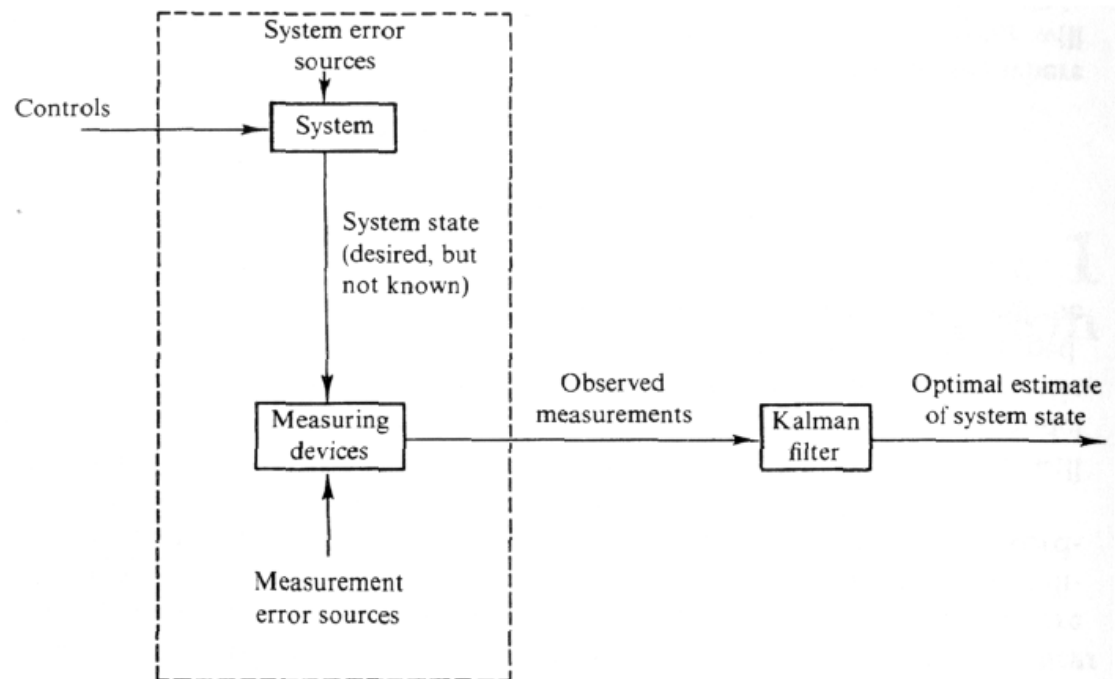 System error
sources
Controls
System
System state
(desired, but
not known)
Observed
measurements
Optimal estimate
of system state
Measuring
devices
Kalman
filter
Measurement
error sources